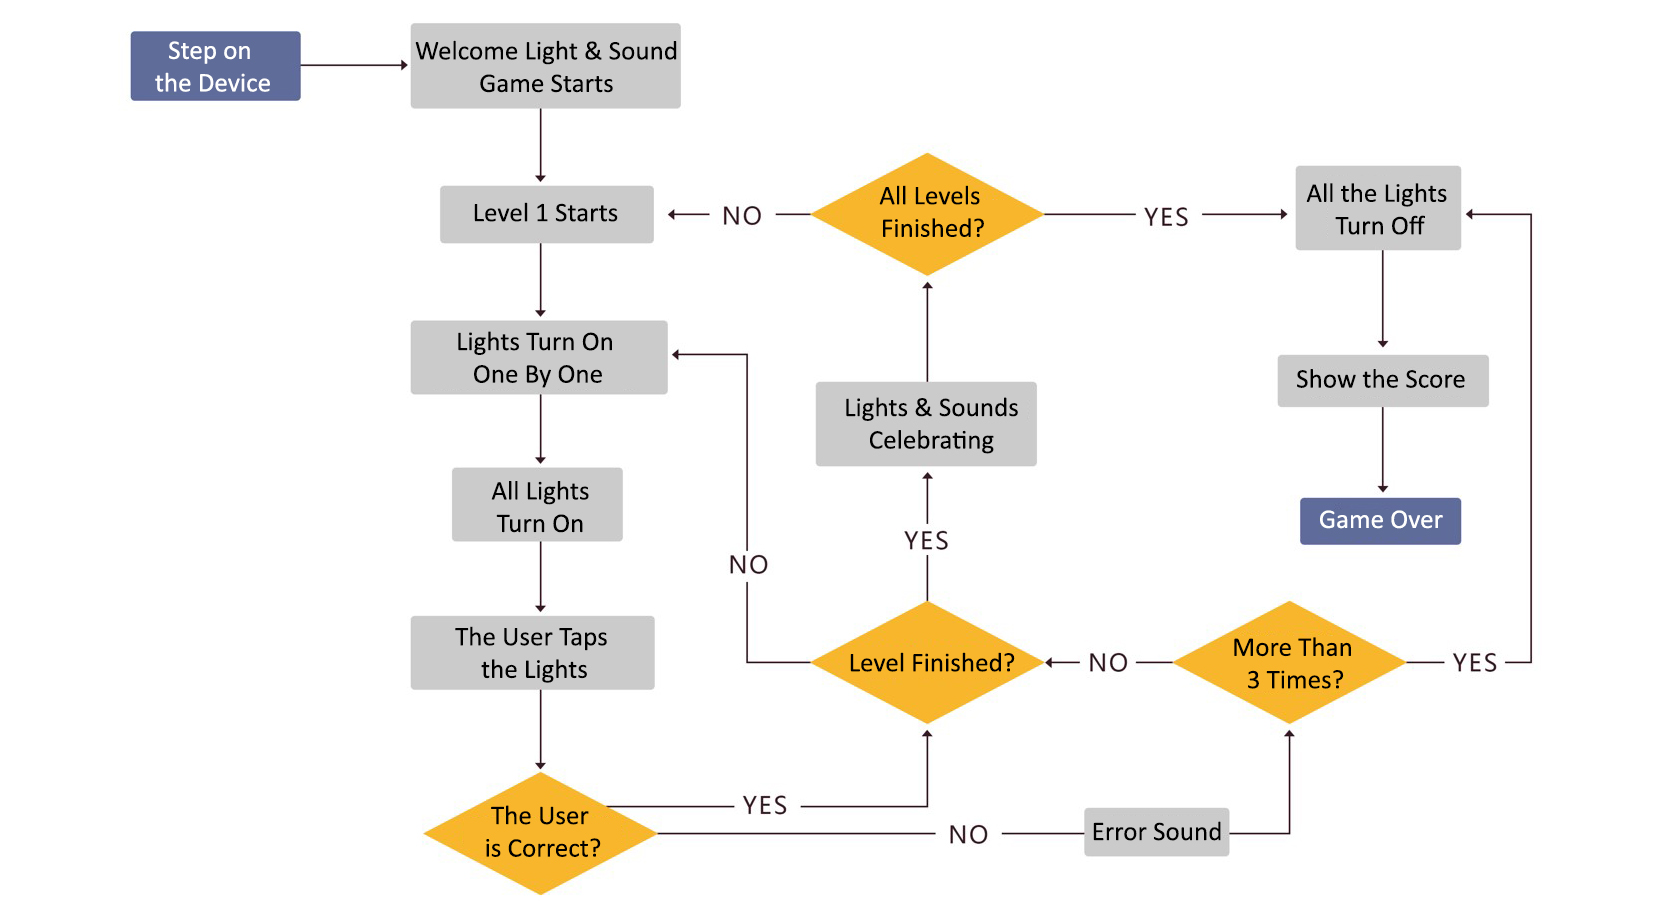 Step on
the Device
Welcome Light & Sound
Game Starts
Level 1 Starts
NO
All Levels
Finished?
YES
All the Lights
Turn Off
Lights Turn On
One By One
Lights & Sounds
Celebrating
Show the Score
All Lights
Turn On
YES
Game Over
NO
The User Taps
the Lights
Level Finished?
NO
More Than
3 Times?
YES
The User
is Correct?
YES
NO
Error Sound